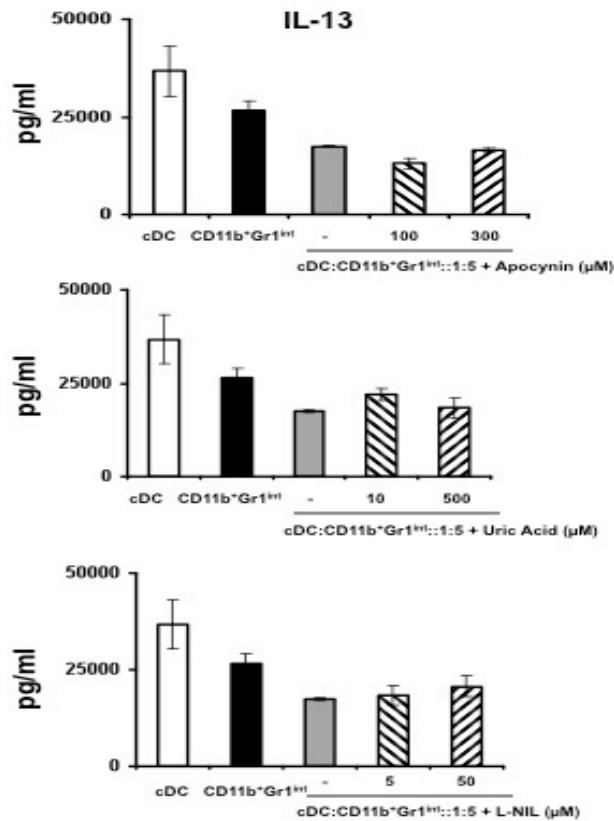 IL-13
50000
25000
0
pg/ml
cDC CD11b⁺Gr1ⁱⁿᵗ - 100 300
cDC:CD11b⁺Gr1ⁱⁿᵗ::1:5 + Apocynin (µM)
50000
25000
0
pg/ml
cDC CD11b⁺Gr1ⁱⁿᵗ - 10 500
cDC:CD11b⁺Gr1ⁱⁿᵗ::1:5 + Uric Acid (µM)
50000
25000
0
pg/ml
cDC CD11b⁺Gr1ⁱⁿᵗ - 5 50
cDC:CD11b⁺Gr1ⁱⁿᵗ::1:5 + L-NIL (µM)